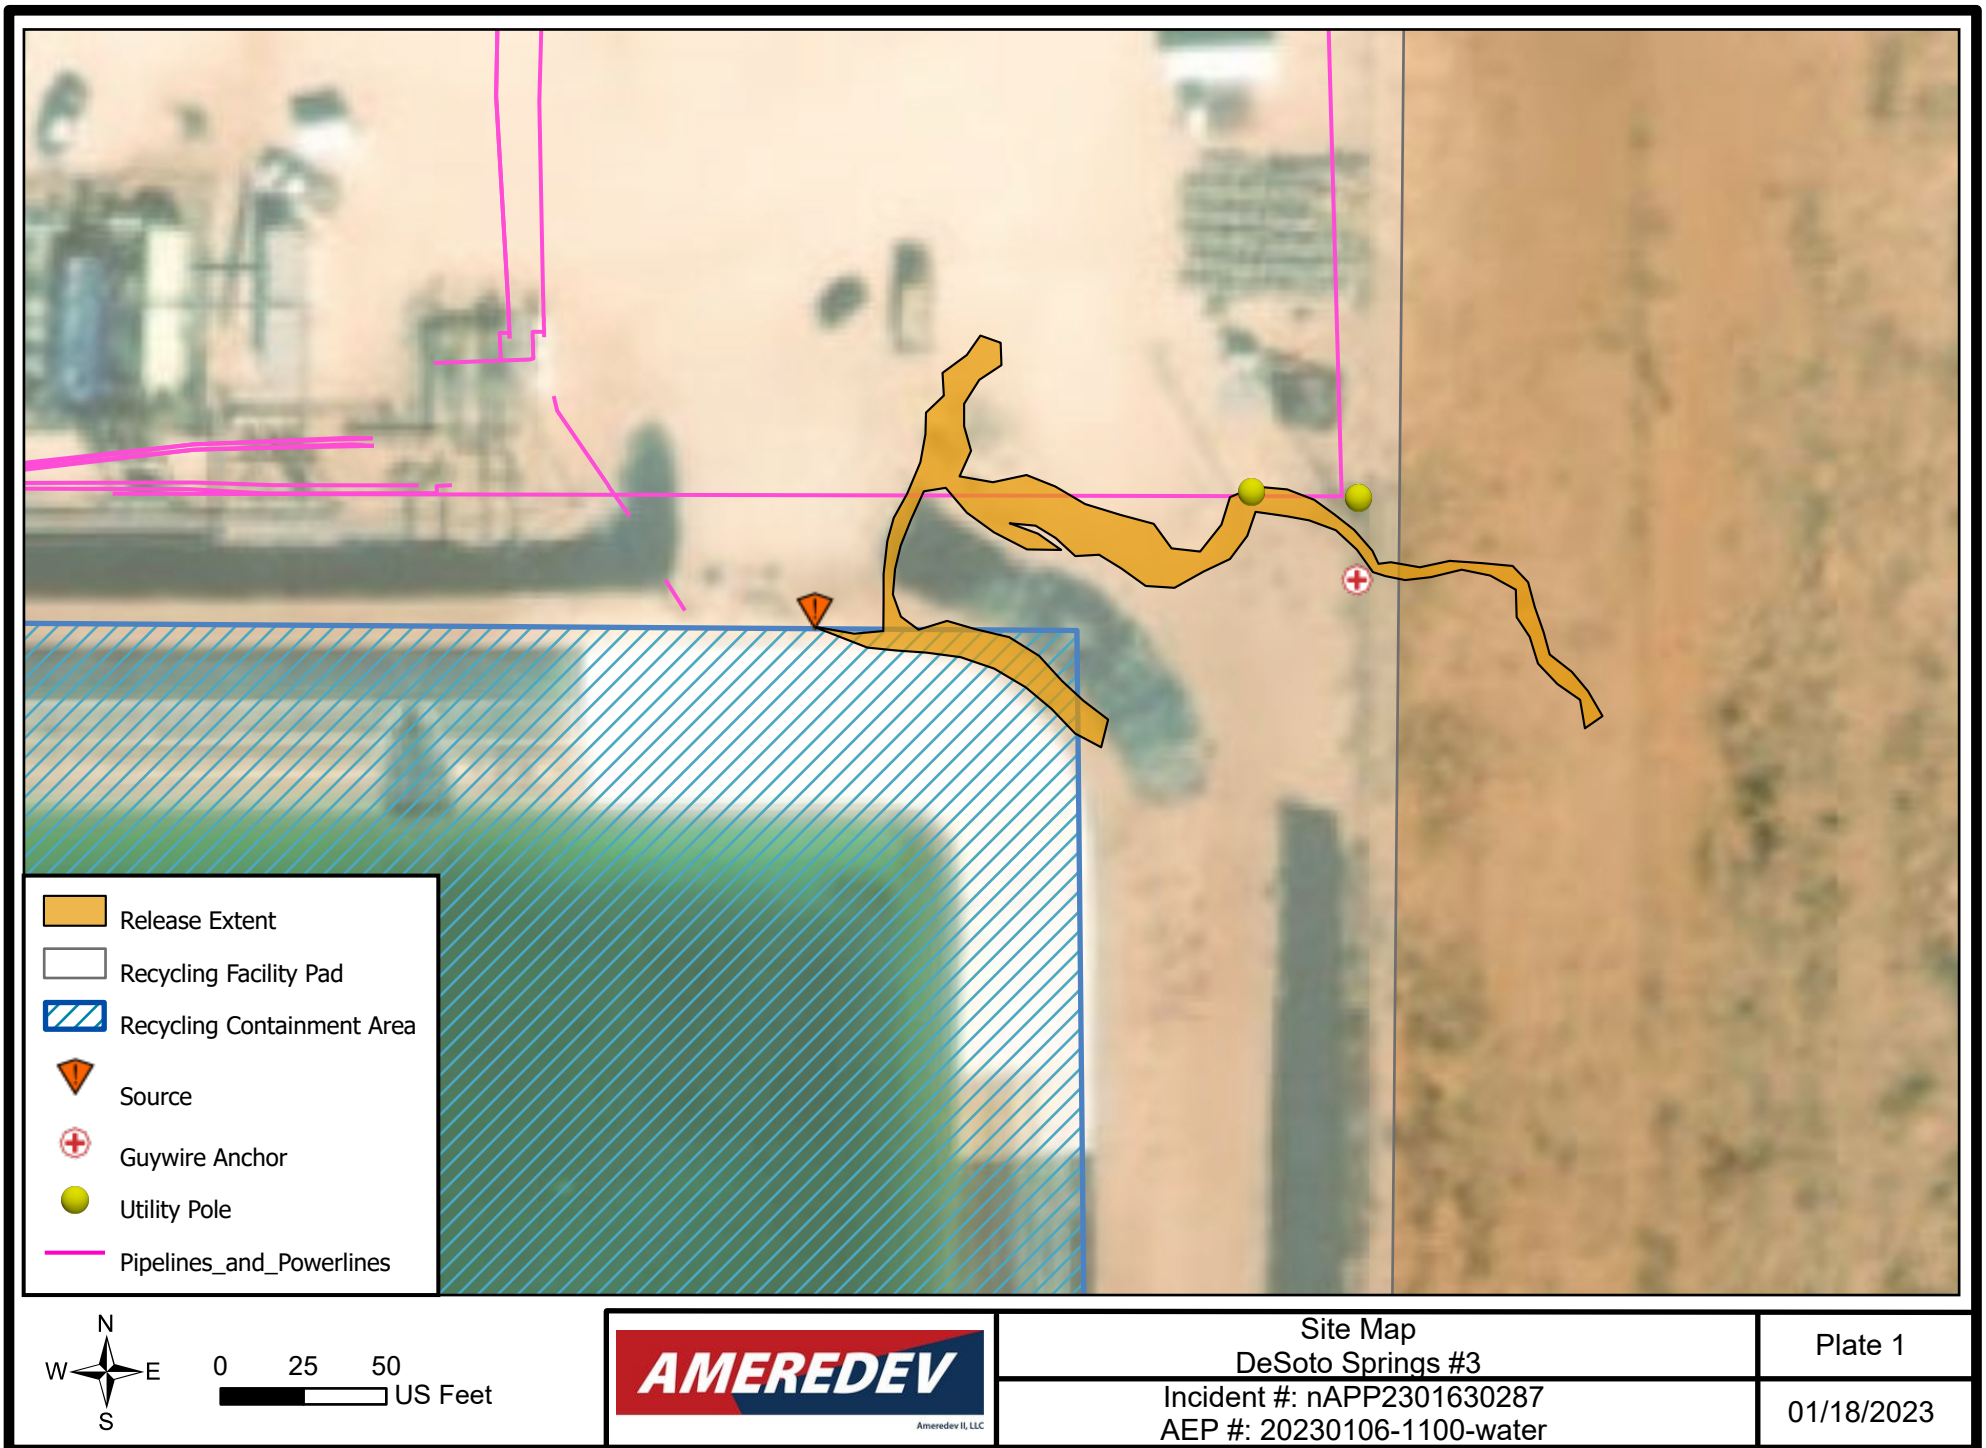 Release Extent
Recycling Facility Pad
Recycling Containment Area
Source
Guywire Anchor
Utility Pole
Pipelines_and_Powerlines
N
W E
S
0 25 50
US Feet
AMEREDEV
Ameredev II, LLC
Site Map
DeSoto Springs #3
Incident #: nAPP2301630287
AEP #: 20230106-1100-water
Plate 1
01/18/2023